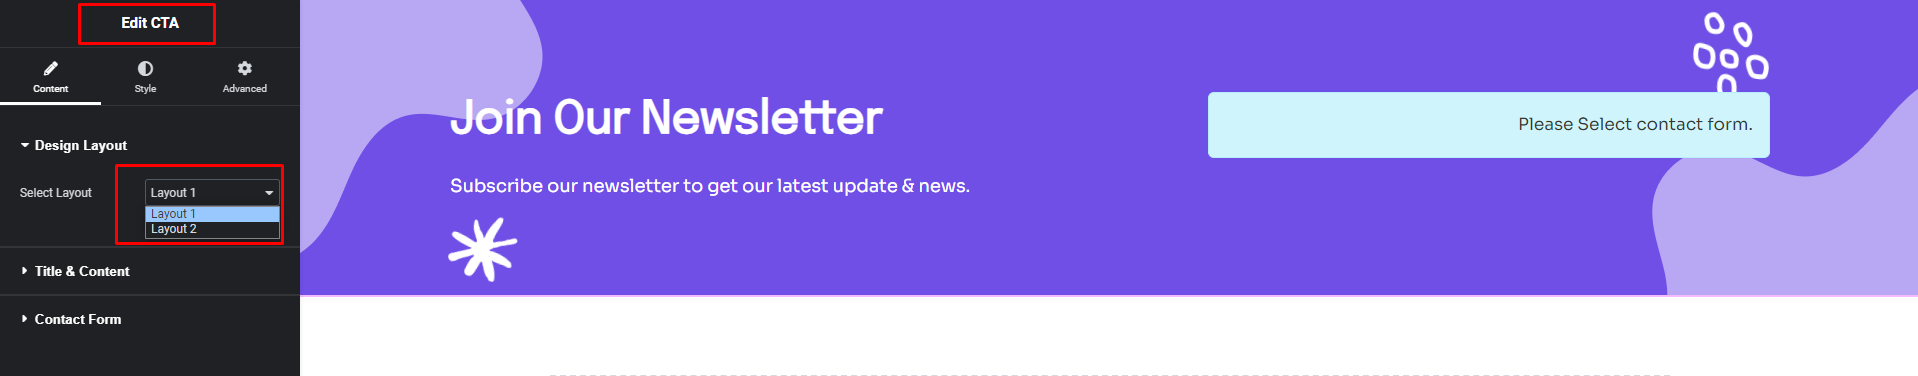 Edit CTA
Content
Style
Advanced
Design Layout
Select Layout
Layout 1
Layout 1
Layout 2
Title & Content
Contact Form
Join Our Newsletter
Subscribe our newsletter to get our latest update & news.
Please Select contact form.